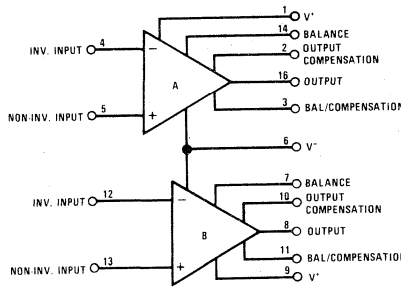 1 V⁺
14 BALANCE
INV. INPUT 4
2 OUTPUT
COMPENSATION
16 OUTPUT
A
NON-INV. INPUT 5
3 BAL/COMPENSATION
6 V⁻
7 BALANCE
INV. INPUT 12
10 OUTPUT
COMPENSATION
8 OUTPUT
B
11 BAL/COMPENSATIO
NON-INV. INPUT 13
9 V⁺